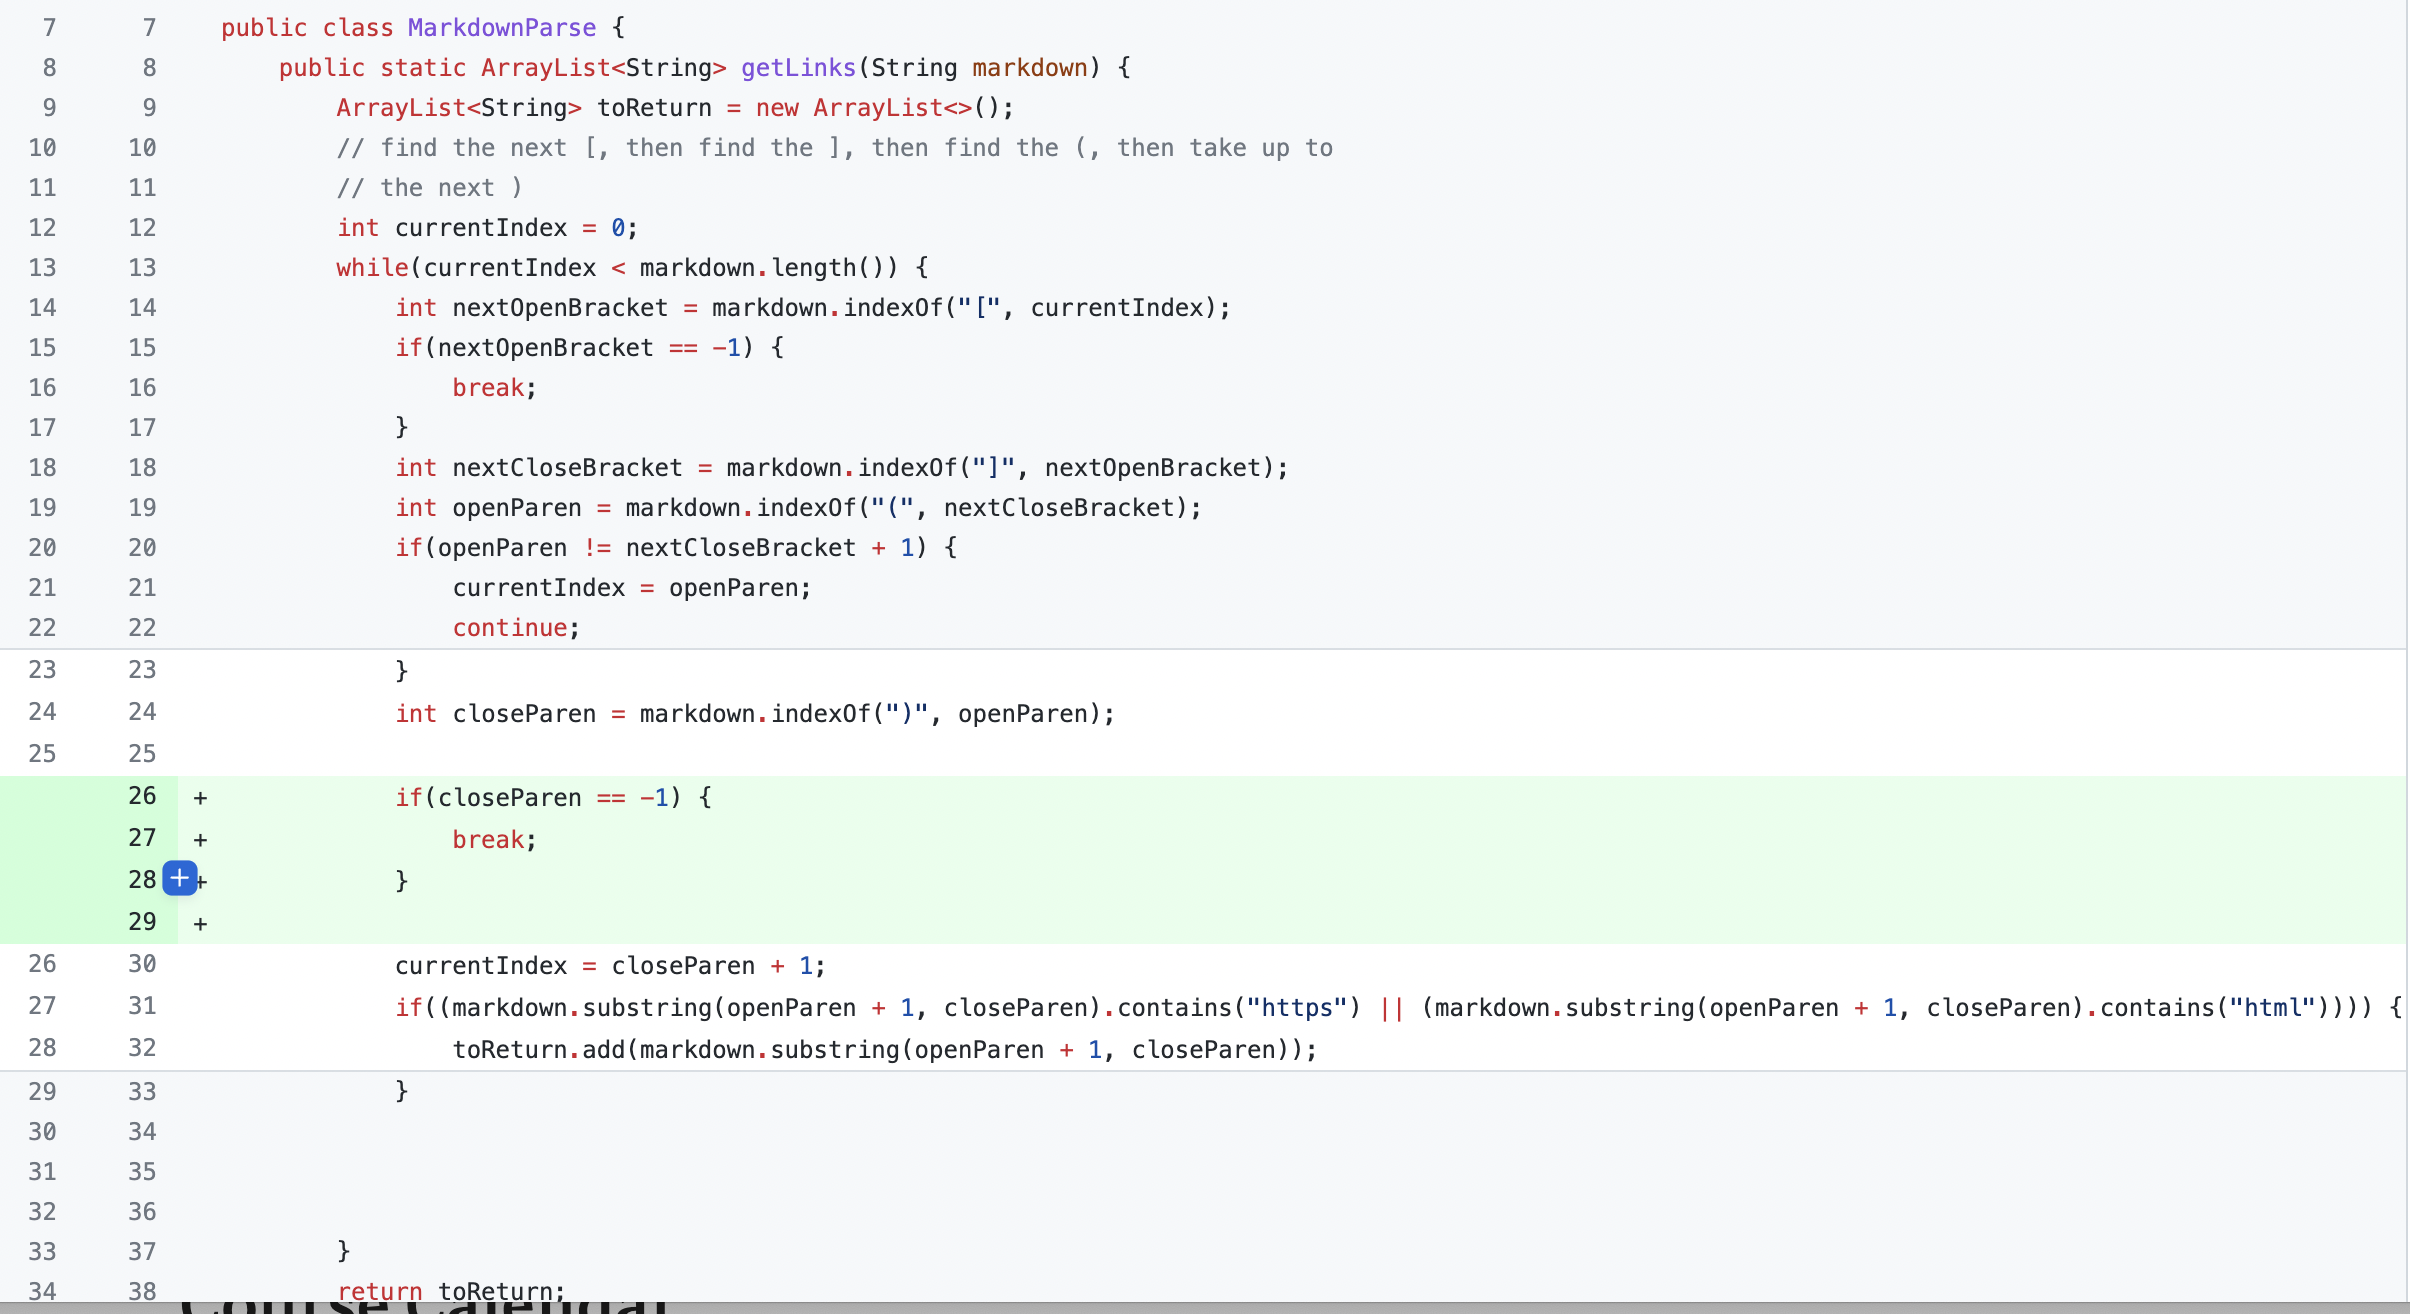 7 7 public class MarkdownParse {
8 8 public static ArrayList<String> getLinks(String markdown) {
9 9 ArrayList<String> toReturn = new ArrayList<>();
10 10 // find the next [, then find the ], then find the (, then take up to
11 11 // the next )
12 12 int currentIndex = 0;
13 13 while(currentIndex < markdown.length()) {
14 14 int nextOpenBracket = markdown.indexOf("[", currentIndex);
15 15 if(nextOpenBracket == -1) {
16 16 break;
17 17 }
18 18 int nextCloseBracket = markdown.indexOf("]", nextOpenBracket);
19 19 int openParen = markdown.indexOf("(", nextCloseBracket);
20 20 if(openParen != nextCloseBracket + 1) {
21 21 currentIndex = openParen;
22 22 continue;
23 23 }
24 24 int closeParen = markdown.indexOf(")", openParen);
25 25
26 + if(closeParen == -1) {
27 + break;
28 + }
29 +
26 30 currentIndex = closeParen + 1;
27 31 if((markdown.substring(openParen + 1, closeParen).contains("https") || (markdown.substring(openParen + 1, closeParen).contains("html")))) {
28 32 toReturn.add(markdown.substring(openParen + 1, closeParen));
29 33 }
30 34
31 35
32 36
33 37 }
34 38 return toReturn;
Course Calendar